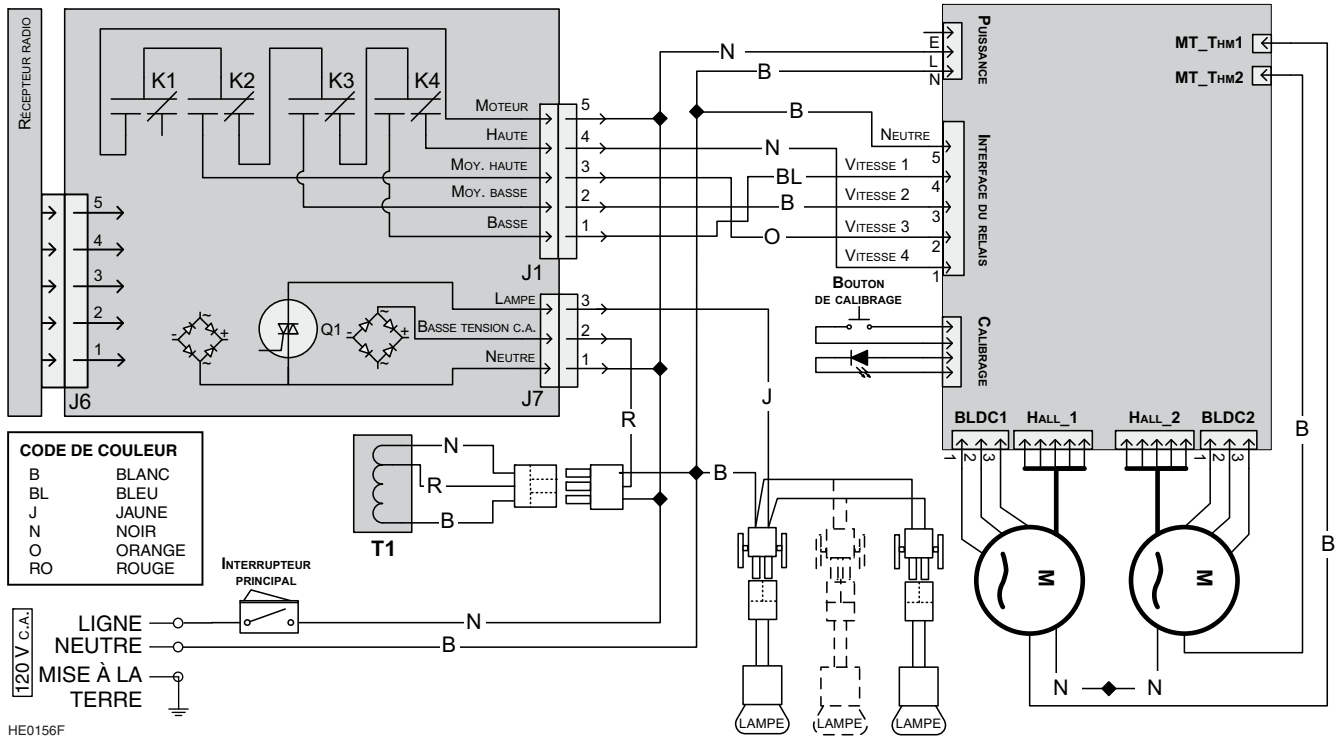 RÉCEPTEUR RADIO
K1
K2
K3
K4
MOTEUR
HAUTE
MOY. HAUTE
MOY. BASSE
BASSE
5
4
3
2
1
J1
LAMPE
BASSE TENSION C.A.
NEUTRE
3
2
1
J7
Q1
- ~ + ~
- ~ + ~
5
4
3
2
1
J6
N
B
B
N
BL
B
O
J
R
PUISSANCE
E
L
N
MT_THM1
MT_THM2
INTERFACE DU RELAIS
NEUTRE
VITESSE 1
VITESSE 2
VITESSE 3
VITESSE 4
5
4
3
2
1
BOUTON
DE CALIBRAGE
CALIBRAGE
BLDC1
HALL_1
HALL_2
BLDC2
1
2
3
1
2
3
M
M
B
B
N
N
CODE DE COULEUR
B BLANC
BL BLEU
J JAUNE
N NOIR
O ORANGE
RO ROUGE
N
R
B
T1
B
INTERRUPTEUR
PRINCIPAL
120 V C.A.
LIGNE
NEUTRE
MISE À LA
TERRE
N
B
LAMPE
LAMPE
LAMPE
HE0156F